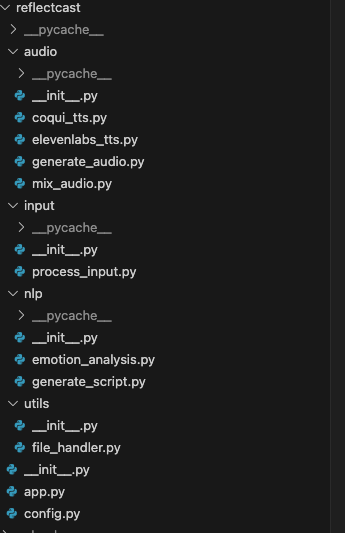 reflectcast
__pycache__
audio
__pycache__
__init__.py
coqui_tts.py
elevenlabs_tts.py
generate_audio.py
mix_audio.py
input
__pycache__
__init__.py
process_input.py
nlp
__pycache__
__init__.py
emotion_analysis.py
generate_script.py
utils
__init__.py
file_handler.py
__init__.py
app.py
config.py